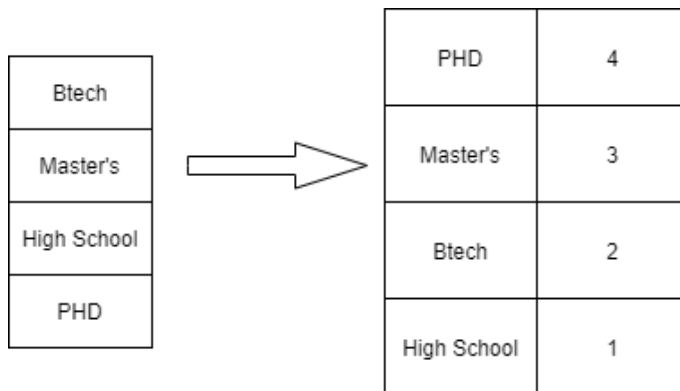 Btech
Master's
High School
PHD
PHD 4
Master's 3
Btech 2
High School 1